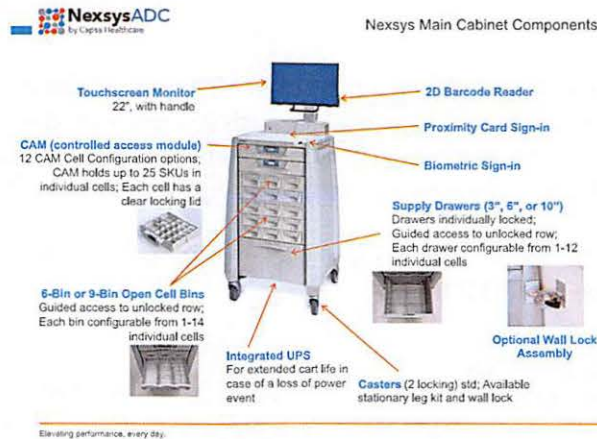 NexsysADC
by Capsa Healthcare
Nexsys Main Cabinet Components
Touchscreen Monitor
22", with handle
2D Barcode Reader
Proximity Card Sign-in
CAM (controlled access module)
12 CAM Cell Configuration options;
CAM holds up to 25 SKUs in
individual cells; Each cell has a
clear locking lid
Biometric Sign-in
Supply Drawers (3", 6", or 10")
Drawers individually locked;
Guided access to unlocked row;
Each drawer configurable from 1-12
individual cells
6-Bin or 9-Bin Open Cell Bins
Guided access to unlocked row;
Each bin configurable from 1-14
individual cells
Optional Wall Lock
Assembly
Integrated UPS
For extended cart life in
case of a loss of power
event
Casters (2 locking) std; Available
stationary leg kit and wall lock
Elevating performance, every day.